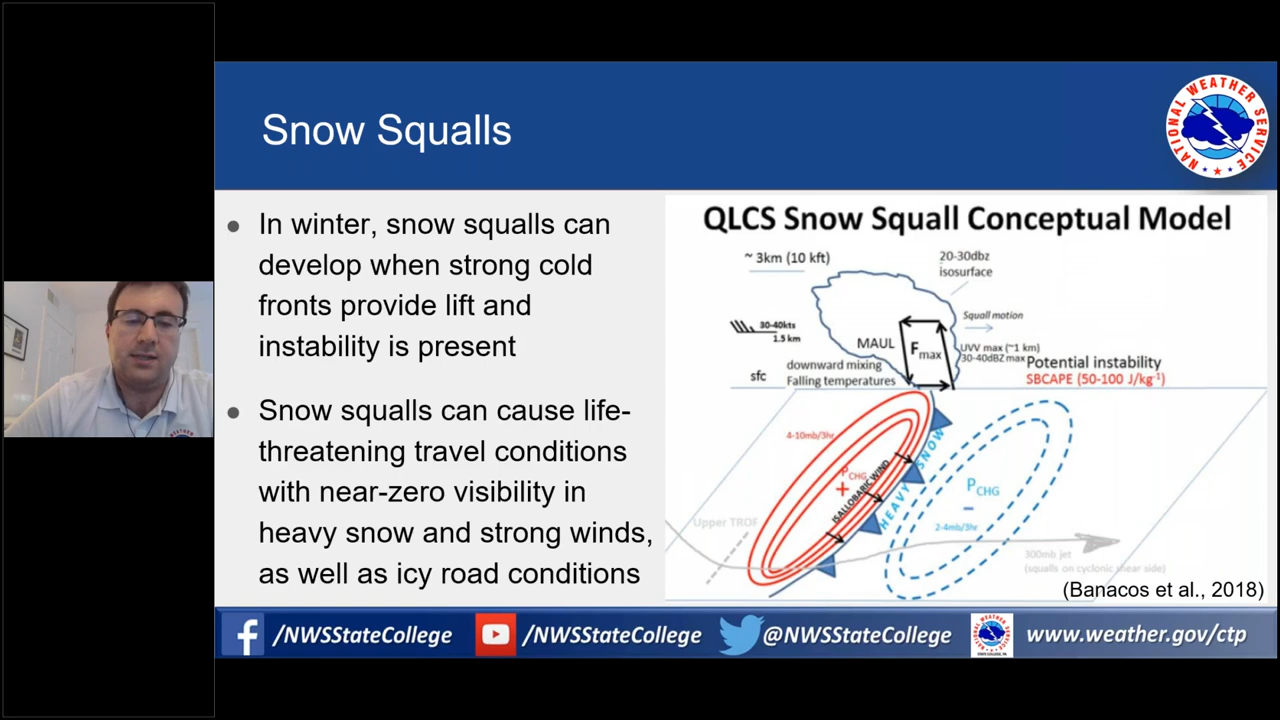 Snow Squalls
NATIONAL WEATHER SERVICE
In winter, snow squalls can
develop when strong cold
fronts provide lift and
instability is present
Snow squalls can cause life-
threatening travel conditions
with near-zero visibility in
heavy snow and strong winds,
as well as icy road conditions
QLCS Snow Squall Conceptual Model
~ 3km (10 kft)
20-30dbz
isosurface
Squall motion
30-40kts
1.5 km
MAUL
Fmax
UVV max (~1 km)
30-40dBZ max
Potential instability
SBCAPE (50-100 J/kg-1)
sfc
downward mixing
Falling temperatures
4-10mb/3hr
PCHG
+
ISALLOBARIC WIND
HEAVY SNOW
PCHG
-
2-4mb/3hr
Upper TROF
300mb jet
(squalls on cyclonic shear side)
(Banacos et al., 2018)
/NWSStateCollege
/NWSStateCollege
@NWSStateCollege
www.weather.gov/ctp